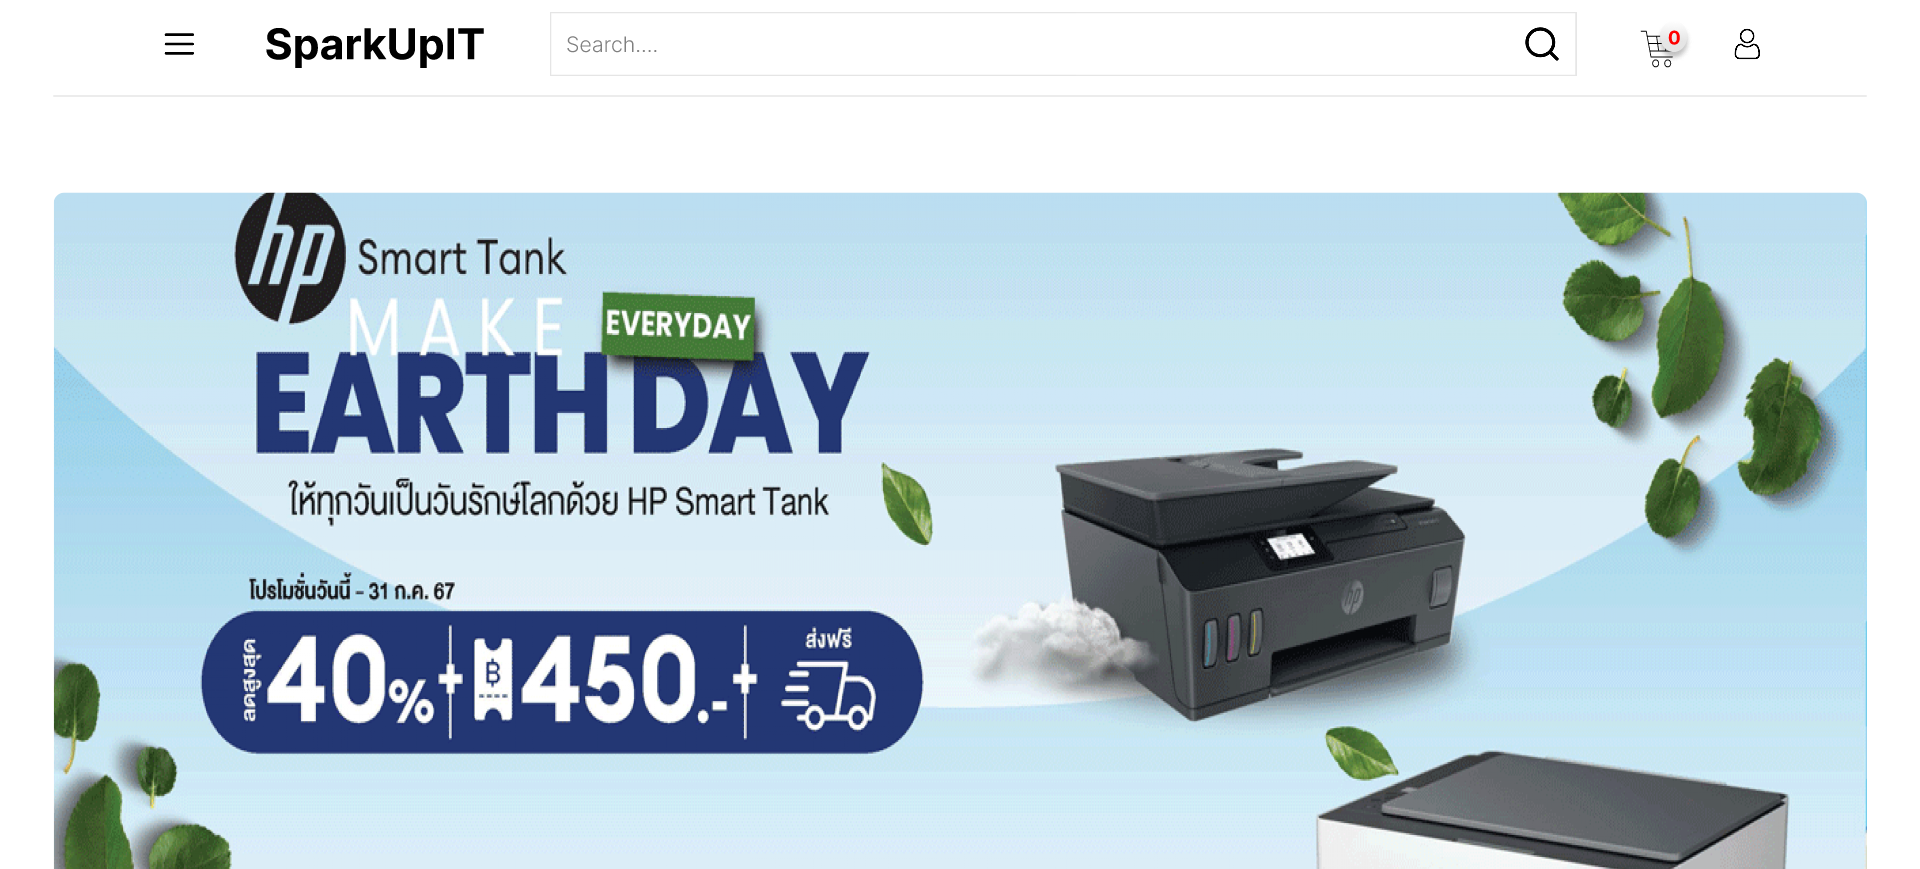 SparkUpIT
Search....
0
hp
Smart Tank
MAKE
EVERYDAY
EARTH DAY
ให้ทุกวันเป็นวันรักษ์โลกด้วย HP Smart Tank
โปรโมชั่นวันนี้ - 31 ก.ค. 67
ลดสูงสุด 40% + ฿ 450.- + ส่งฟรี
hp